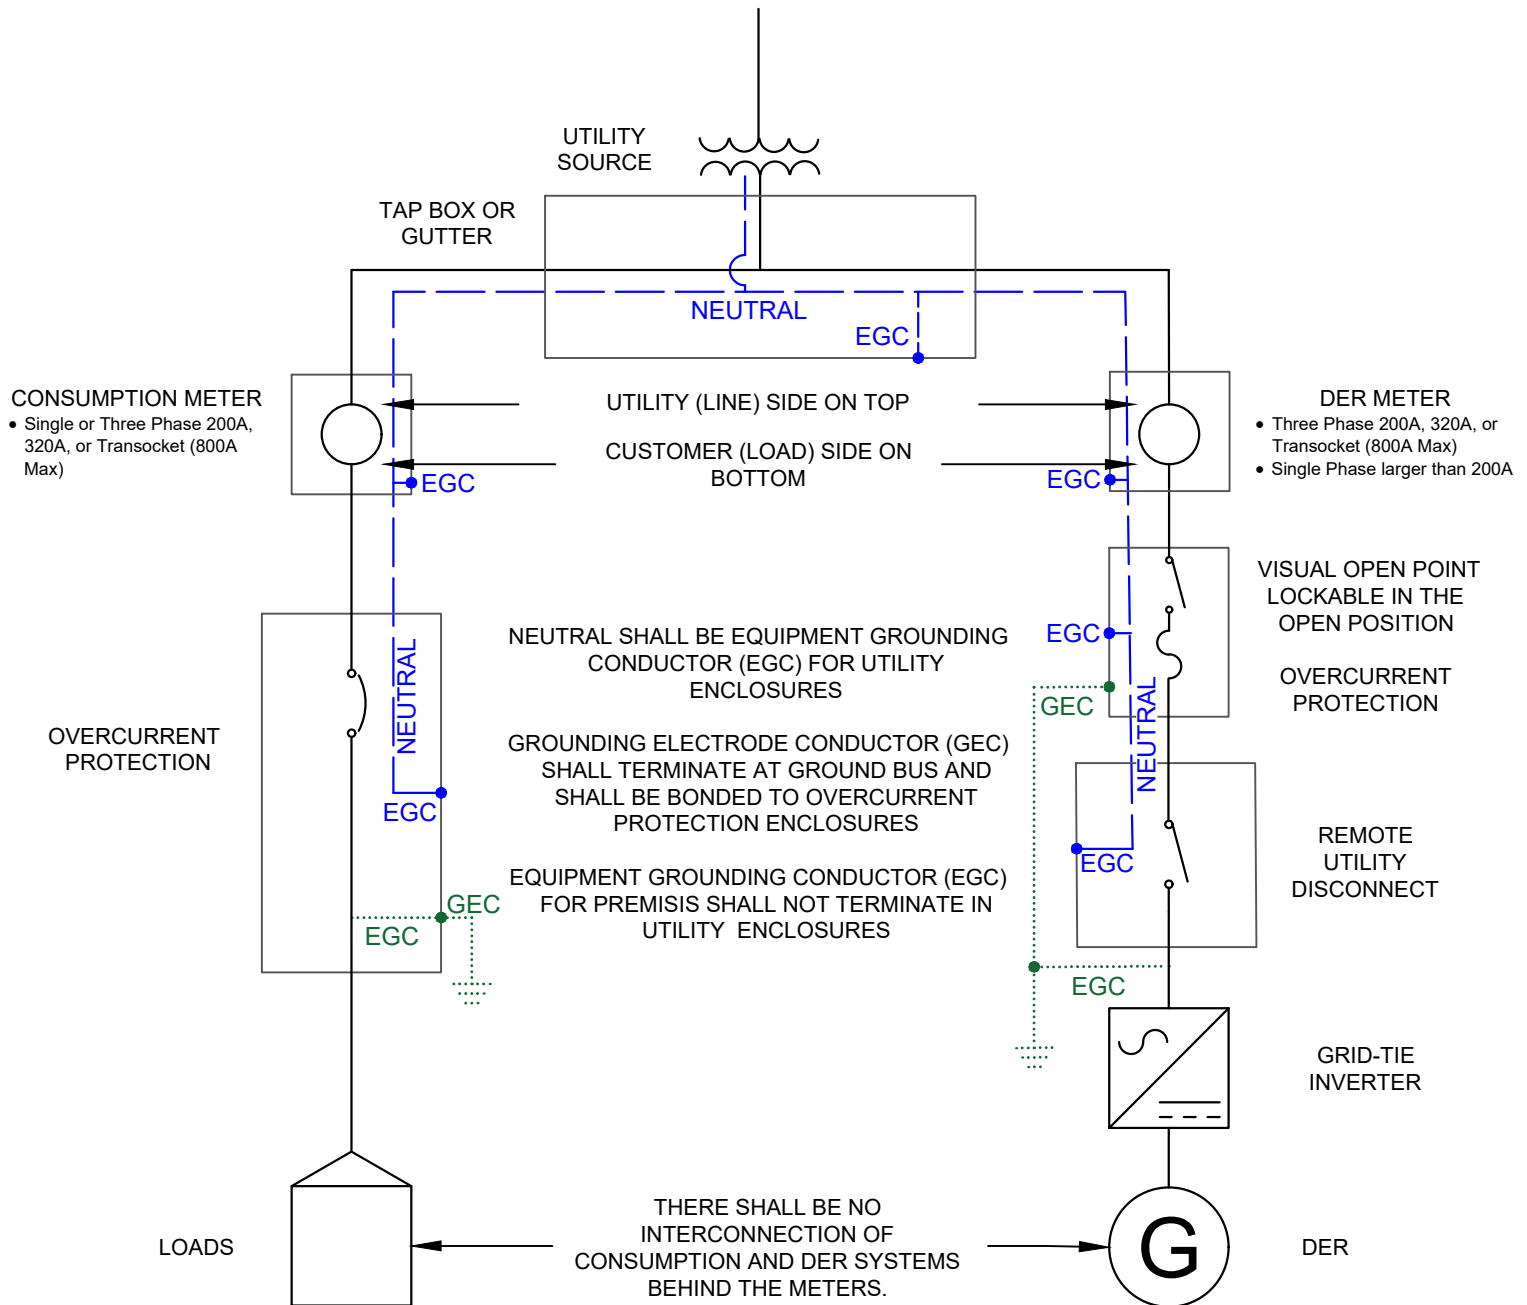 UTILITY
SOURCE
TAP BOX OR
GUTTER
NEUTRAL
EGC
CONSUMPTION METER
• Single or Three Phase 200A,
320A, or Transocket (800A
Max)
UTILITY (LINE) SIDE ON TOP
CUSTOMER (LOAD) SIDE ON
BOTTOM
DER METER
• Three Phase 200A, 320A, or
Transocket (800A Max)
• Single Phase larger than 200A
EGC
EGC
VISUAL OPEN POINT
LOCKABLE IN THE
OPEN POSITION
OVERCURRENT
PROTECTION
NEUTRAL SHALL BE EQUIPMENT GROUNDING
CONDUCTOR (EGC) FOR UTILITY
ENCLOSURES
EGC
GEC
NEUTRAL
NEUTRAL
OVERCURRENT
PROTECTION
GROUNDING ELECTRODE CONDUCTOR (GEC)
SHALL TERMINATE AT GROUND BUS AND
SHALL BE BONDED TO OVERCURRENT
PROTECTION ENCLOSURES
EGC
EGC
REMOTE
UTILITY
DISCONNECT
EQUIPMENT GROUNDING CONDUCTOR (EGC)
FOR PREMISIS SHALL NOT TERMINATE IN
UTILITY ENCLOSURES
GEC
EGC
EGC
GRID-TIE
INVERTER
LOADS
THERE SHALL BE NO
INTERCONNECTION OF
CONSUMPTION AND DER SYSTEMS
BEHIND THE METERS.
G
DER